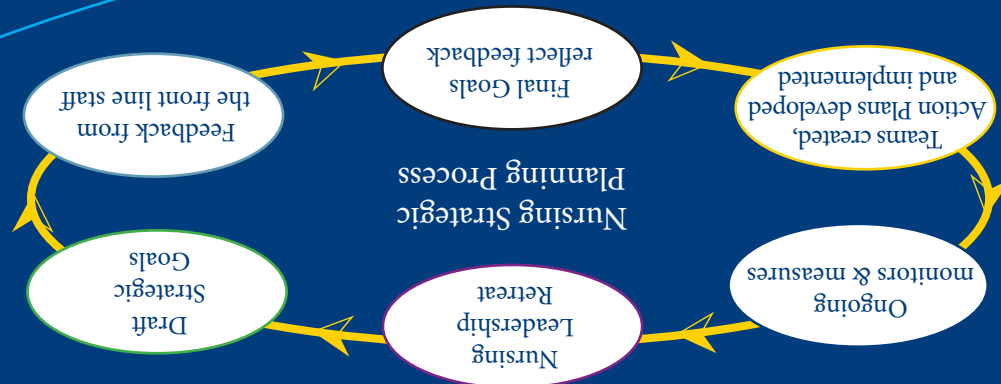 Nursing
Leadership
Retreat
Draft
Strategic
Goals
Feedback from
the front line staff
Final Goals
reflect feedback
Teams created,
Action Plans developed
and implemented
Ongoing
monitors & measures
Nursing Strategic
Planning Process